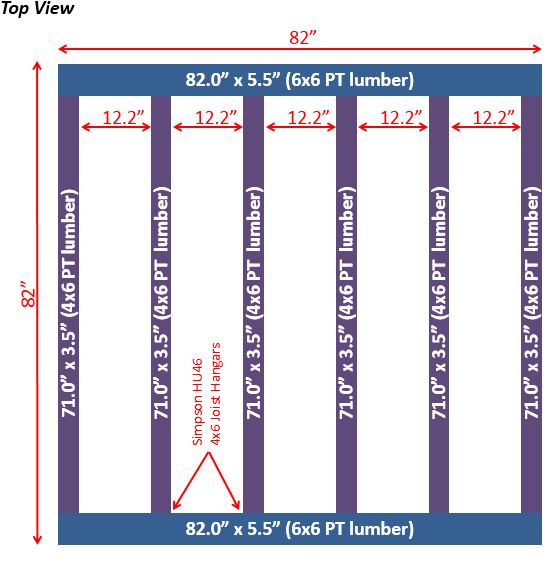 Top View
82”
82.0” x 5.5” (6x6 PT lumber)
12.2”
12.2”
12.2”
12.2”
12.2”
82”
71.0” x 3.5” (4x6 PT lumber)
71.0” x 3.5” (4x6 PT lumber)
71.0” x 3.5” (4x6 PT lumber)
71.0” x 3.5” (4x6 PT lumber)
71.0” x 3.5” (4x6 PT lumber)
71.0” x 3.5” (4x6 PT lumber)
Simpson HU46
4x6 Joist Hangars
82.0” x 5.5” (6x6 PT lumber)